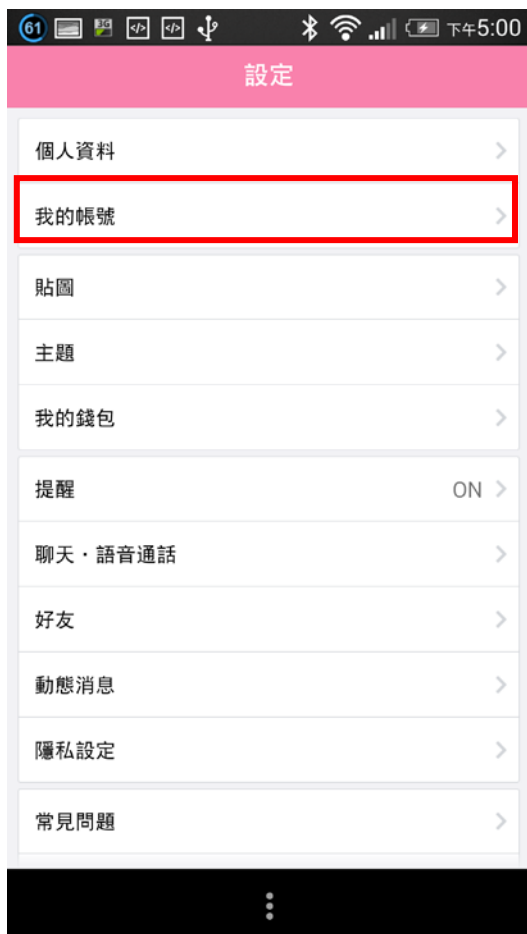 61 3G </> </> 下午5:00
設定
個人資料
我的帳號
貼圖
主題
我的錢包
提醒 ON
聊天・語音通話
好友
動態消息
隱私設定
常見問題